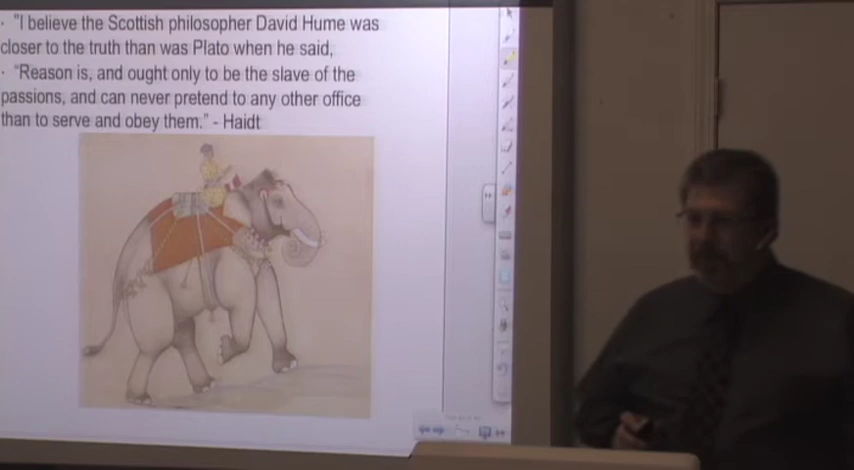 · "I believe the Scottish philosopher David Hume was
closer to the truth than was Plato when he said,
· "Reason is, and ought only to be the slave of the
passions, and can never pretend to any other office
than to serve and obey them." - Haidt